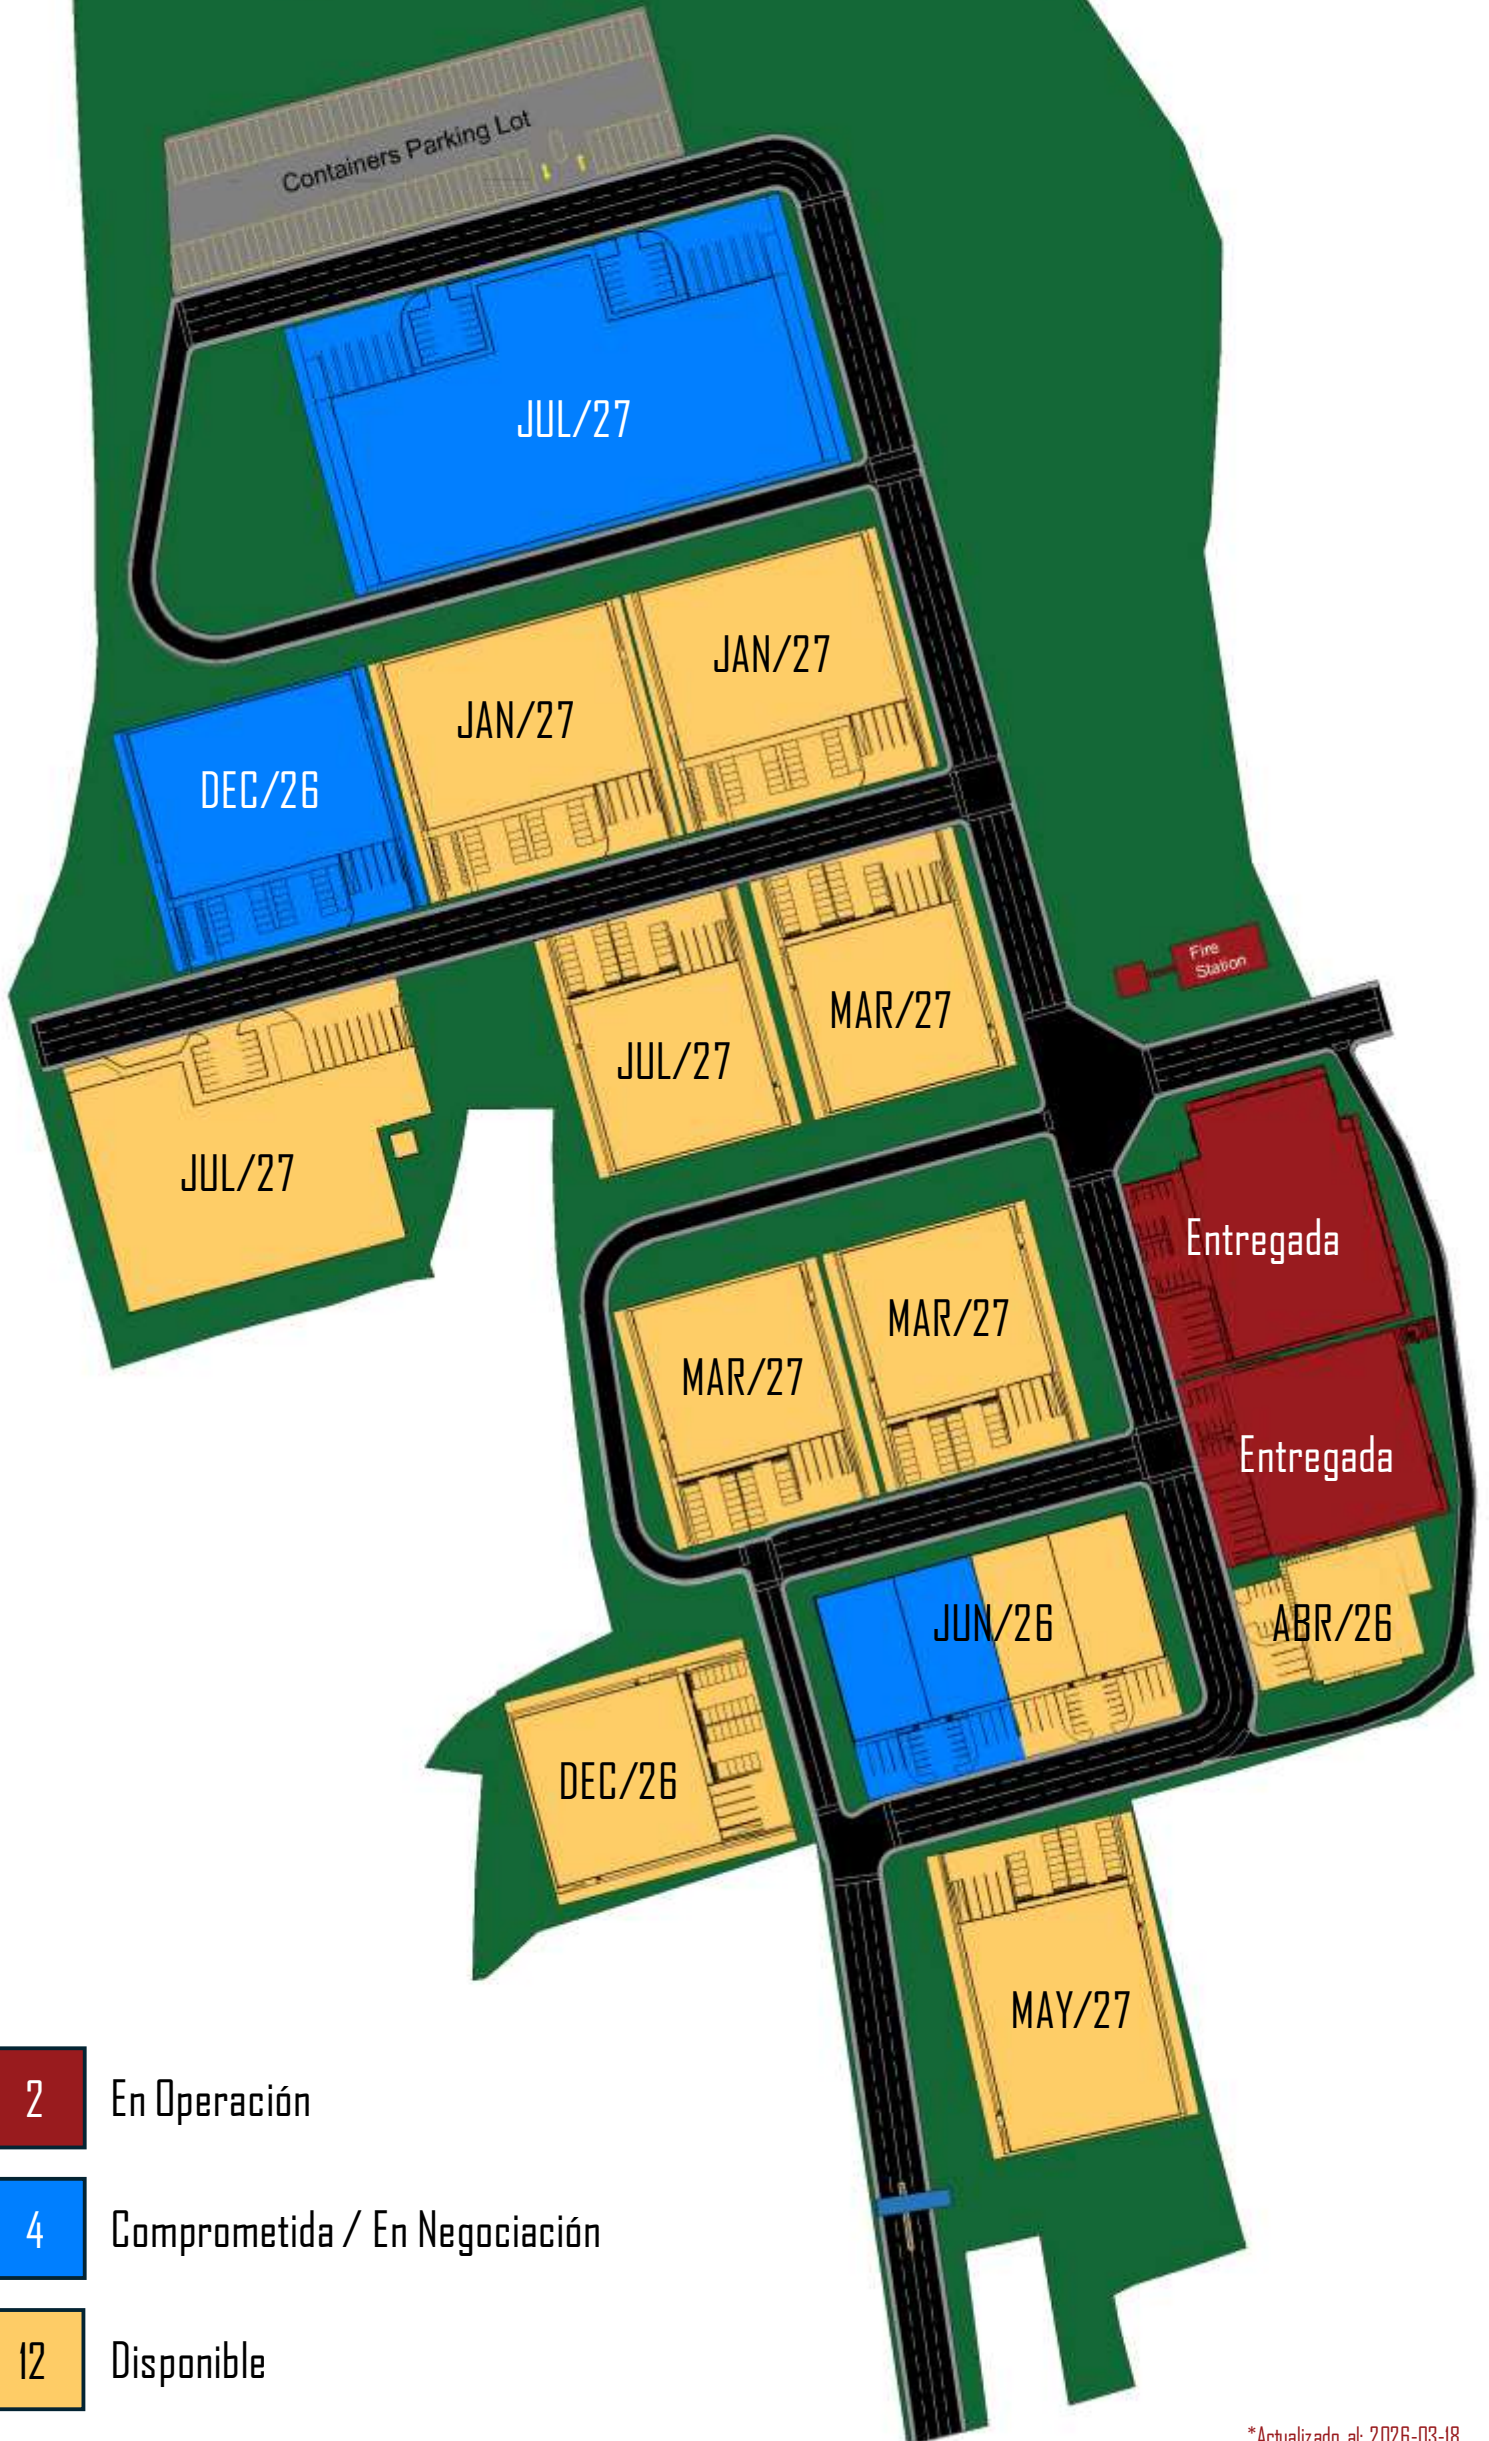 Containers Parking Lot
JUL/27
JAN/27
JAN/27
DEC/26
Fire
Station
MAR/27
JUL/27
JUL/27
Entregada
MAR/27
MAR/27
Entregada
JUN/26
ABR/26
DEC/26
MAY/27
2 En Operación
4 Comprometida / En Negociación
12 Disponible
*Actualizado al: 2026-03-18